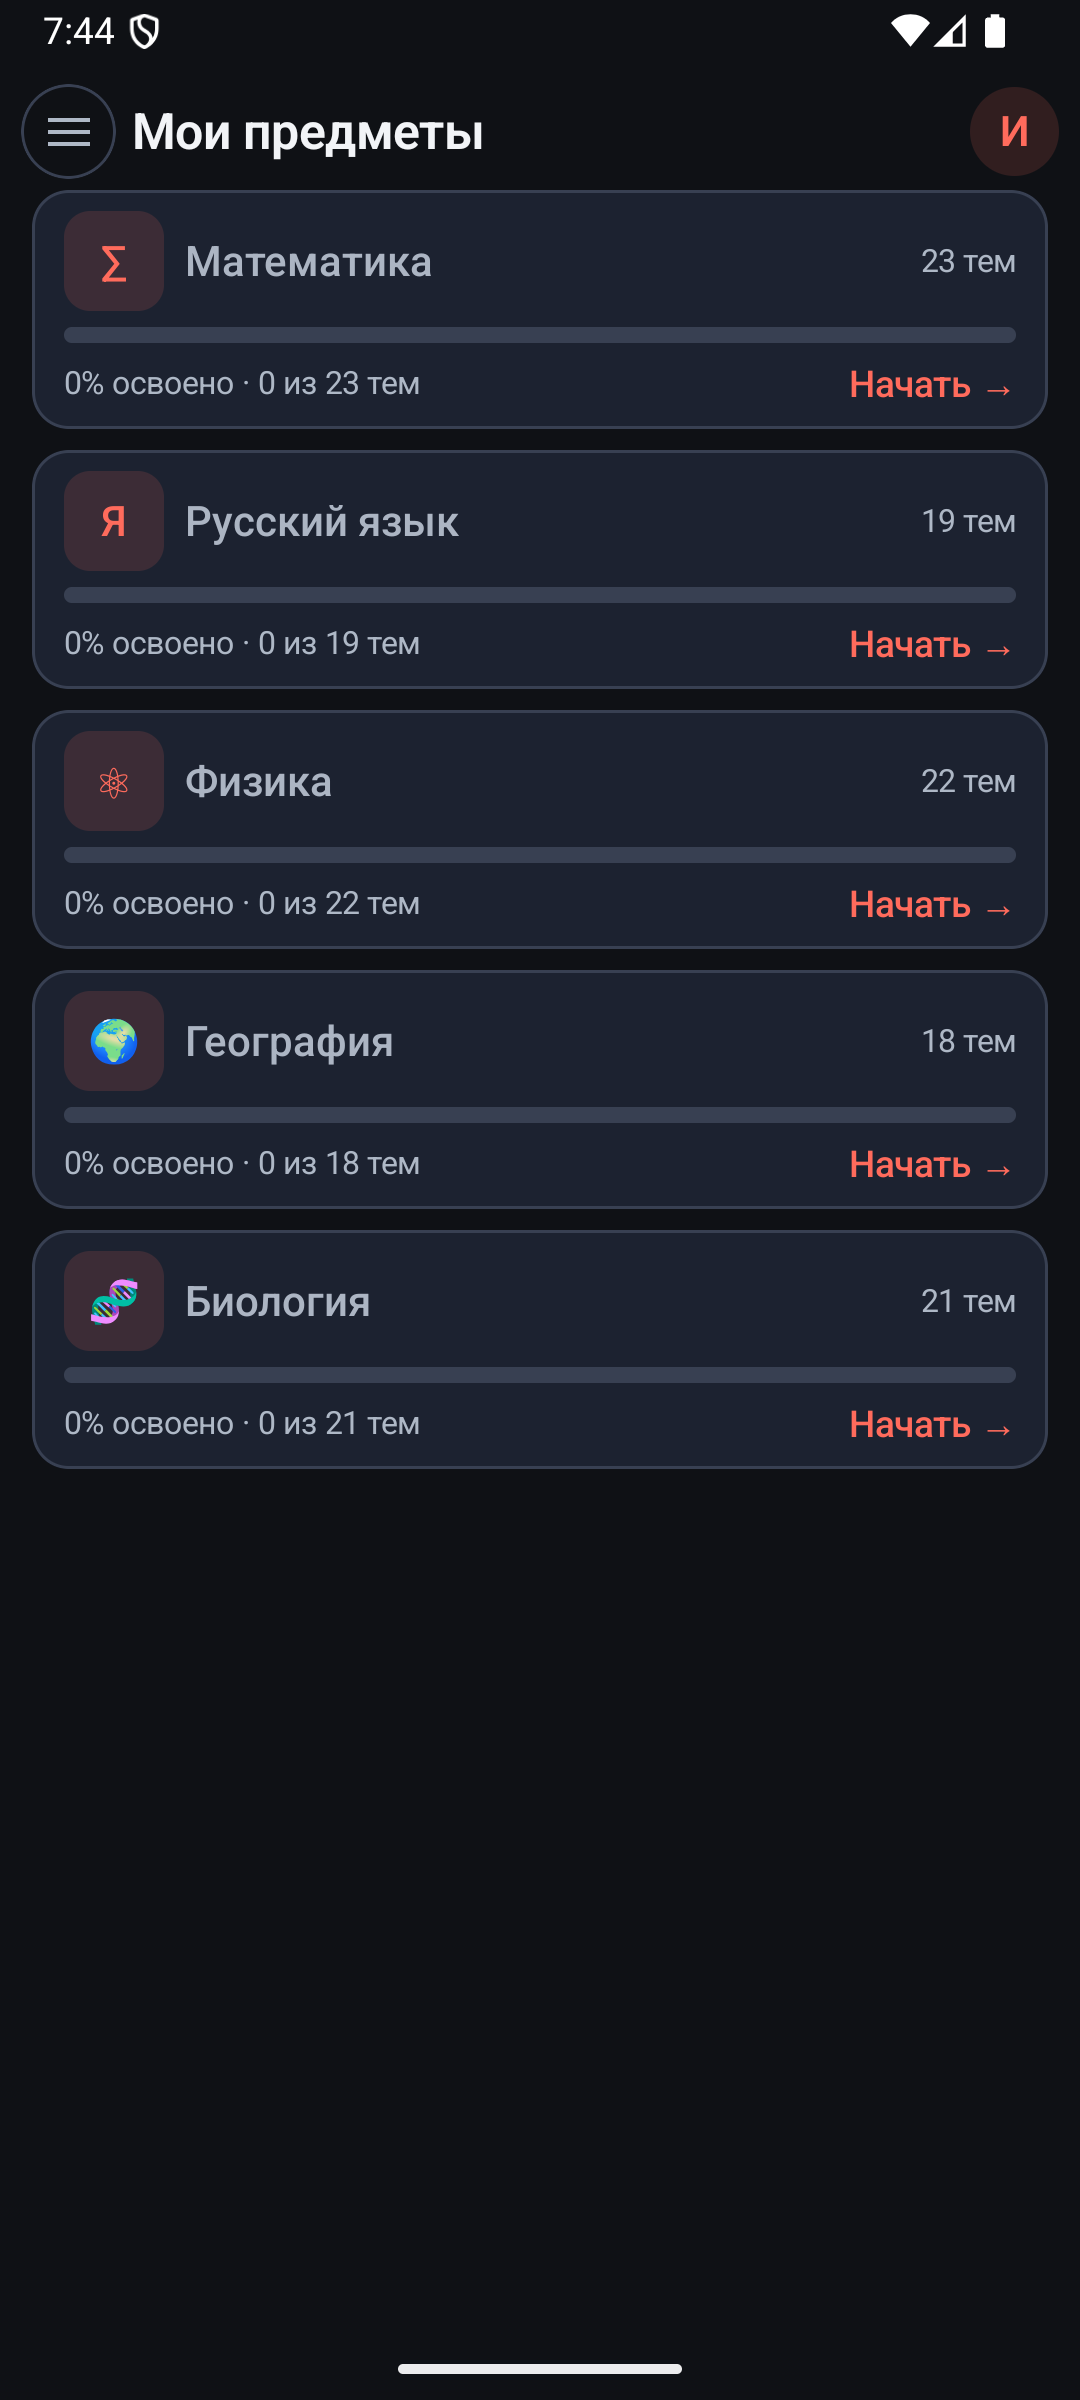 7:44
Мои предметы
И
Σ Математика 23 тем
0% освоено · 0 из 23 тем Начать →
Я Русский язык 19 тем
0% освоено · 0 из 19 тем Начать →
Физика 22 тем
0% освоено · 0 из 22 тем Начать →
География 18 тем
0% освоено · 0 из 18 тем Начать →
Биология 21 тем
0% освоено · 0 из 21 тем Начать →